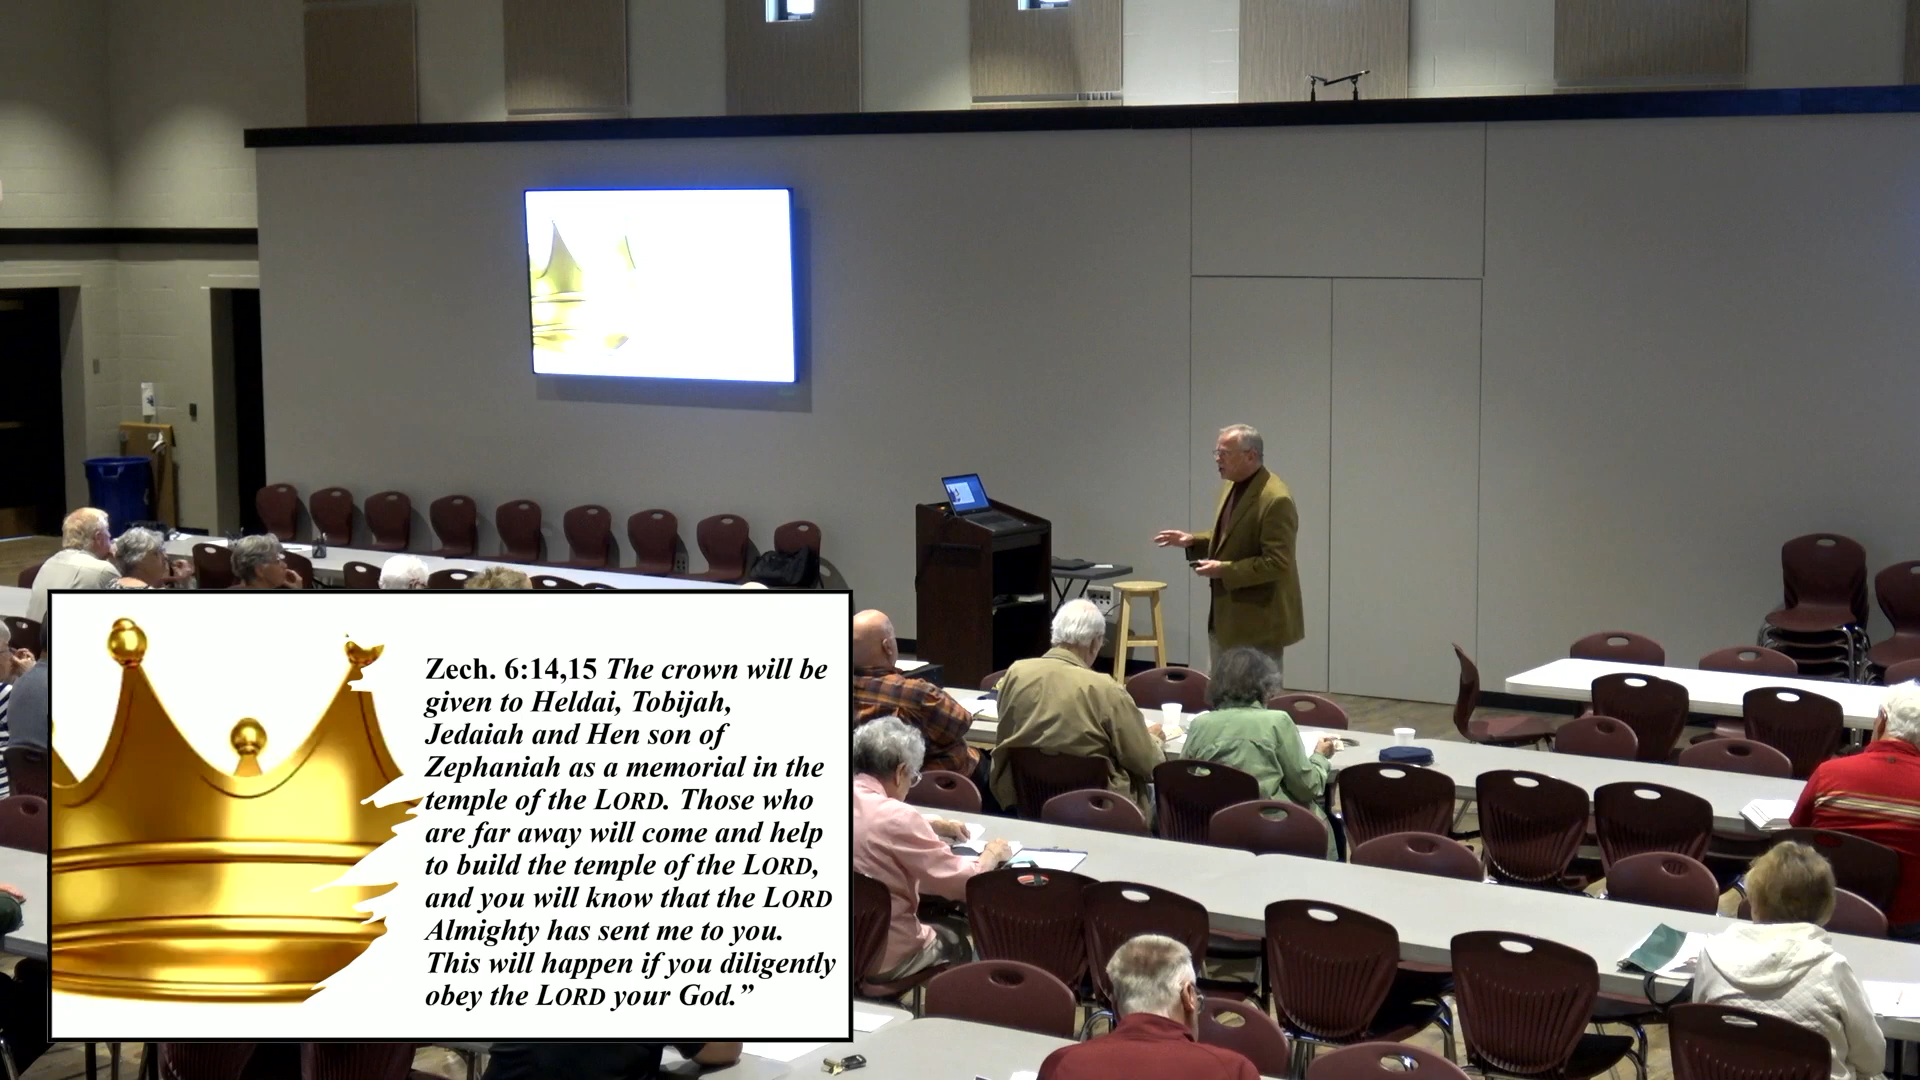 Zech. 6:14,15 The crown will be
given to Heldai, Tobijah,
Jedaiah and Hen son of
Zephaniah as a memorial in the
temple of the LORD. Those who
are far away will come and help
to build the temple of the LORD,
and you will know that the LORD
Almighty has sent me to you.
This will happen if you diligently
obey the LORD your God.”